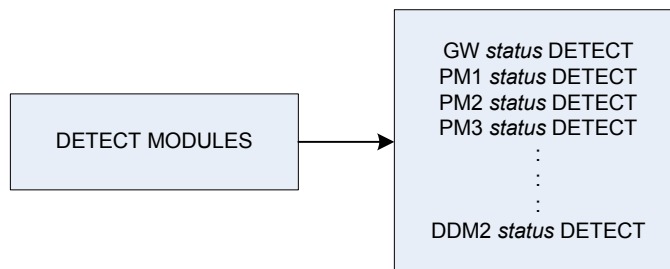 DETECT MODULES
GW status DETECT
PM1 status DETECT
PM2 status DETECT
PM3 status DETECT
:
:
:
DDM2 status DETECT